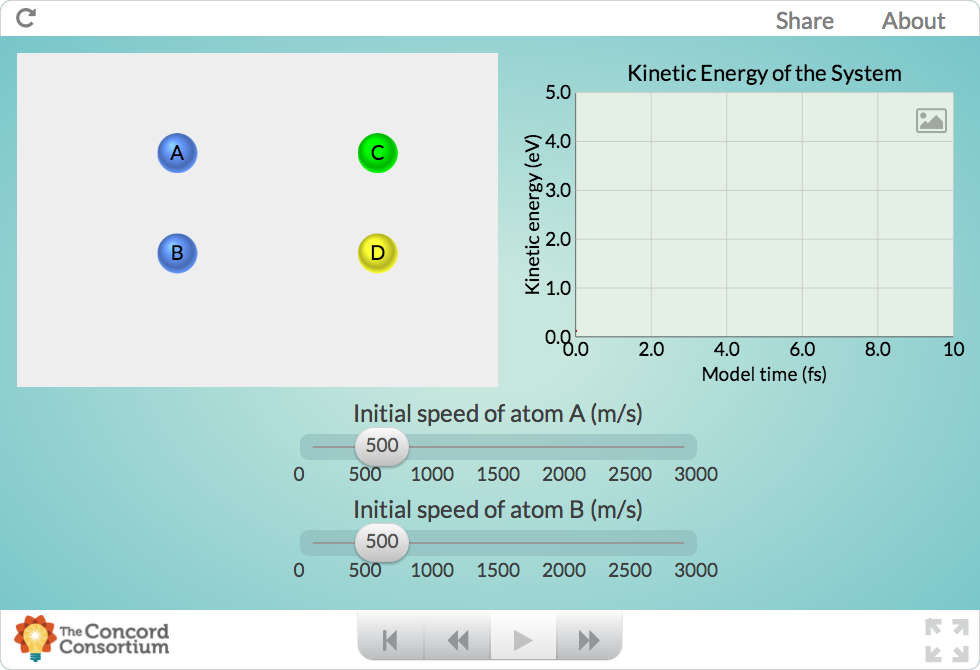 Share About
A
C
B
D
Kinetic Energy of the System
Kinetic energy (eV)
5.0
4.0
3.0
2.0
1.0
0.0
0.0 2.0 4.0 6.0 8.0 10
Model time (fs)
Initial speed of atom A (m/s)
500
0 500 1000 1500 2000 2500 3000
Initial speed of atom B (m/s)
500
0 500 1000 1500 2000 2500 3000
The Concord
Consortium